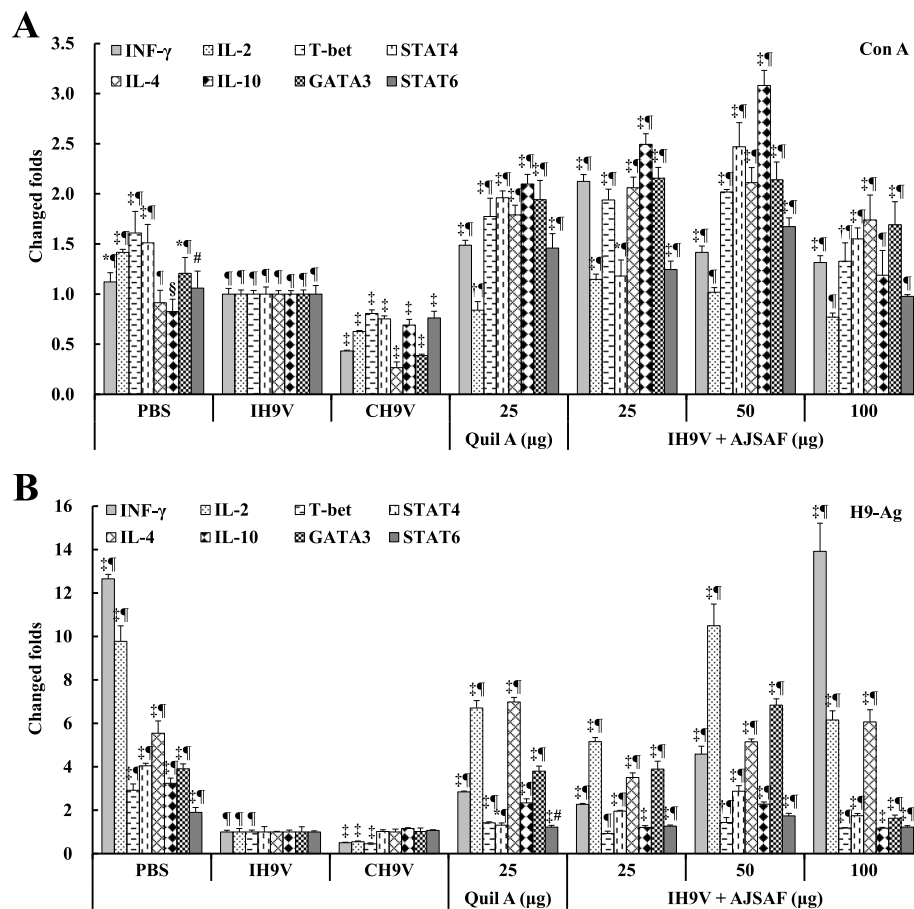 A
INF-γ IL-2 T-bet STAT4
IL-4 IL-10 GATA3 STAT6
Con A
Changed folds
3.5
3.0
2.5
2.0
1.5
1.0
0.5
0.0
*¶ ‡¶ ‡¶ ‡¶ ¶ § *¶ #
¶ ¶ ¶ ¶ ¶ ¶ ¶ ¶
‡ ‡ ‡ ‡ ‡ ‡ ‡ ‡
‡¶ †¶ ‡¶ ‡¶ ‡¶ ‡¶ ‡¶ ‡¶
‡¶ ‡¶ ‡¶ *¶ ‡¶ ‡¶ ‡¶ ‡¶
‡¶ ¶ ‡¶ ‡¶ ‡¶ ‡¶ ‡¶ ‡¶
‡¶ ¶ †¶ ‡¶ ‡¶ ¶ ‡¶ ¶
PBS IH9V CH9V 25 25 50 100
Quil A (μg) IH9V + AJSAF (μg)
B
INF-γ IL-2 T-bet STAT4
IL-4 IL-10 GATA3 STAT6
H9-Ag
Changed folds
16
14
12
10
8
6
4
2
0
‡¶ ‡¶ ‡¶ ‡¶ ‡¶ ‡¶ ‡¶ ‡¶
¶ ¶ ¶
‡ ‡ ‡
‡¶ ‡¶ ‡¶ *¶ ‡¶ ‡¶ ‡¶ ‡#
‡¶ ‡¶ ¶ ‡¶ ‡¶ ‡ ‡¶ ‡¶
‡¶ ‡¶ ‡¶ ‡¶ ‡¶ ‡¶ ‡¶ ‡¶
‡¶ ‡¶ ¶ ‡¶ ‡¶ ‡ ‡¶ ‡¶
PBS IH9V CH9V 25 25 50 100
Quil A (μg) IH9V + AJSAF (μg)